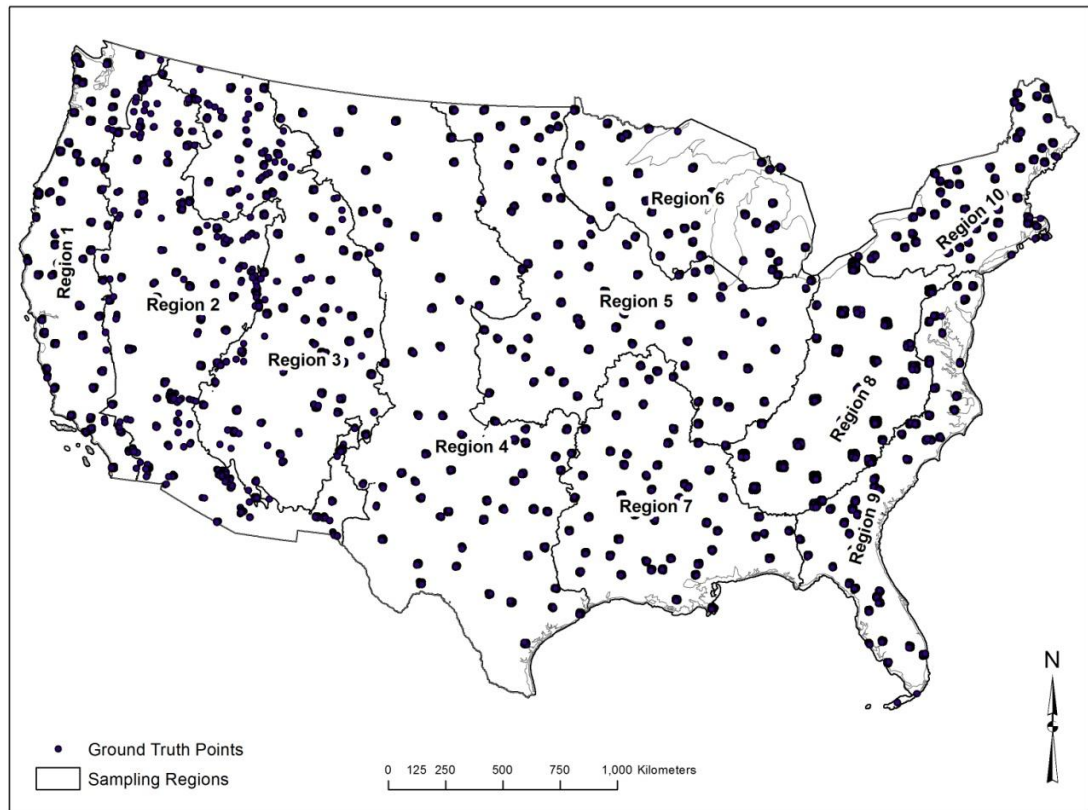 Region 1
Region 2
Region 3
Region 4
Region 5
Region 6
Region 7
Region 8
Region 9
Region 10
N
Ground Truth Points
Sampling Regions
0 125 250 500 750 1,000 Kilometers